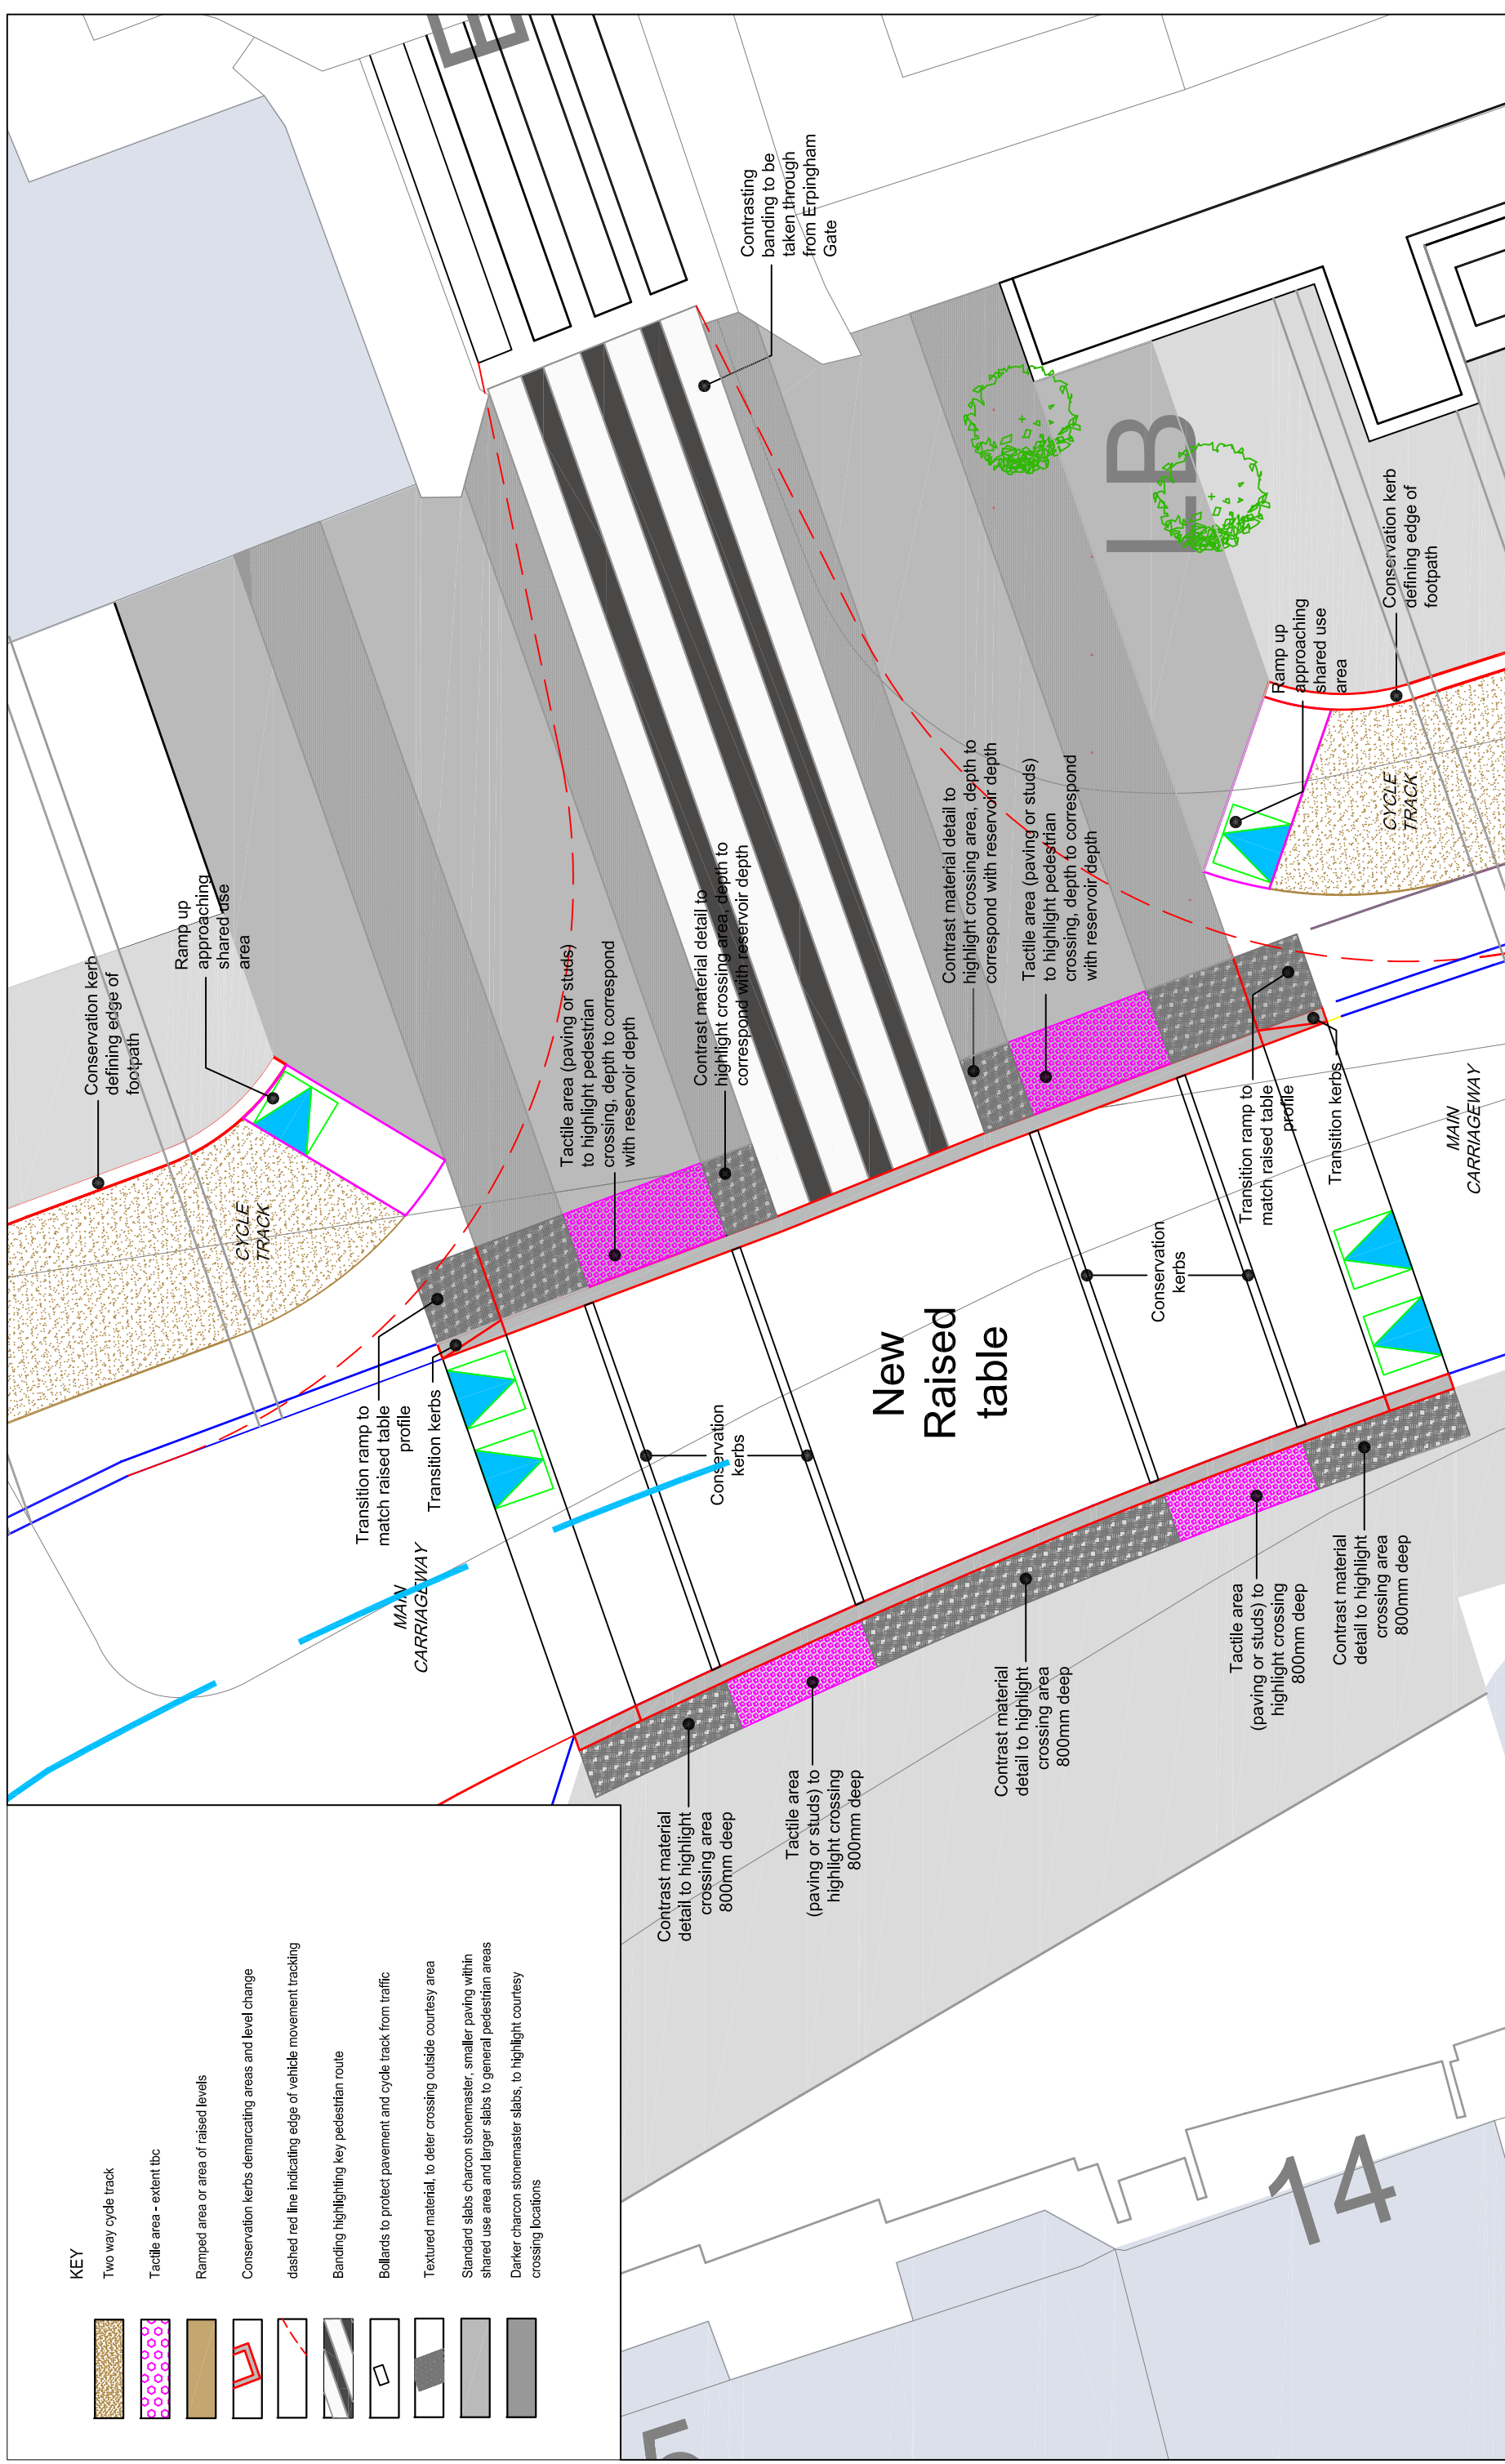 E
Contrasting
banding to be
taken through
from Erpingham
Gate
LB
Conservation kerb
defining edge of
footpath
Ramp up
approaching
shared use
area
CYCLE
TRACK
Contrast material detail to
highlight crossing area, depth to
correspond with reservoir depth
Tactile area (paving or studs)
to highlight pedestrian
crossing, depth to correspond
with reservoir depth
Conservation kerb
defining edge of
footpath
Ramp up
approaching
shared use
area
CYCLE
TRACK
Tactile area (paving or studs)
to highlight pedestrian
crossing, depth to correspond
with reservoir depth
Contrast material detail to
highlight crossing area, depth to
correspond with reservoir depth
Transition ramp to
match raised table
profile
Transition kerbs
MAIN
CARRIAGEWAY
Transition ramp to
match raised table
profile
Transition kerbs
MAIN
CARRIAGEWAY
Conservation
kerbs
New
Raised
table
Conservation
kerbs
Contrast material
detail to highlight
crossing area
800mm deep
Tactile area
(paving or studs) to
highlight crossing
800mm deep
Contrast material
detail to highlight
crossing area
800mm deep
Tactile area
(paving or studs) to
highlight crossing
800mm deep
Contrast material
detail to highlight
crossing area
800mm deep
KEY
Two way cycle track
Tactile area - extent tbc
Ramped area or area of raised levels
Conservation kerbs demarcating areas and level change
dashed red line indicating edge of vehicle movement tracking
Banding highlighting key pedestrian route
Bollards to protect pavement and cycle track from traffic
Textured material, to deter crossing outside courtesy area
Standard slabs charcon stonemaster, smaller paving within
shared use area and larger slabs to general pedestrian areas
Darker charcon stonemaster slabs, to highlight courtesy
crossing locations
14
5